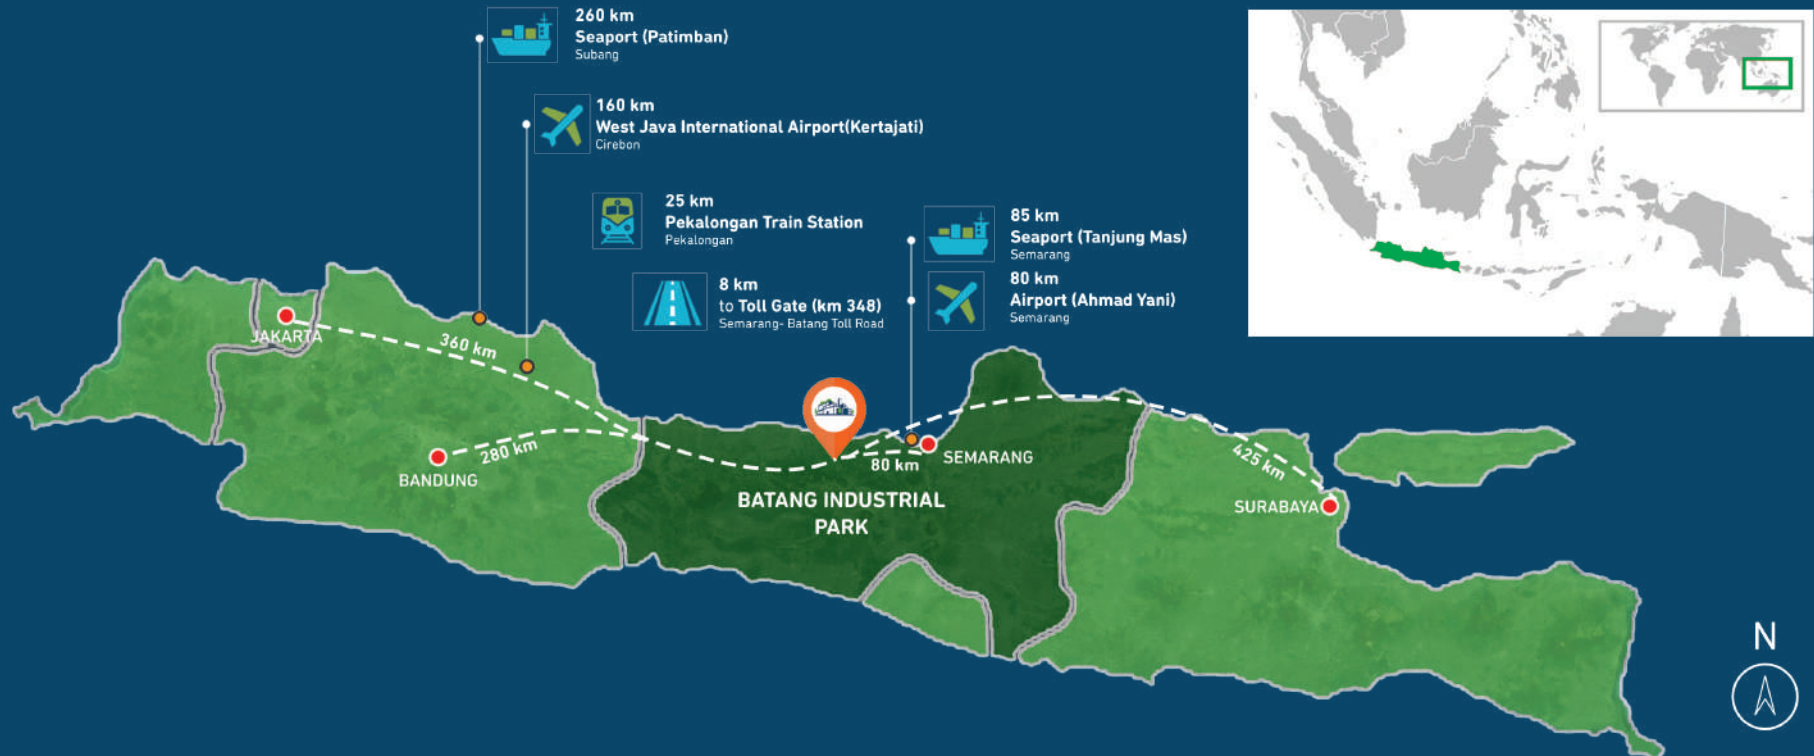 260 km
Seaport (Patimban)
Subang
160 km
West Java International Airport(Kertajati)
Cirebon
25 km
Pekalongan Train Station
Pekalongan
85 km
Seaport (Tanjung Mas)
Semarang
8 km
to Toll Gate (km 348)
Semarang- Batang Toll Road
80 km
Airport (Ahmad Yani)
Semarang
JAKARTA
360 km
BANDUNG
280 km
80 km
SEMARANG
BATANG INDUSTRIAL
PARK
425 km
SURABAYA
N